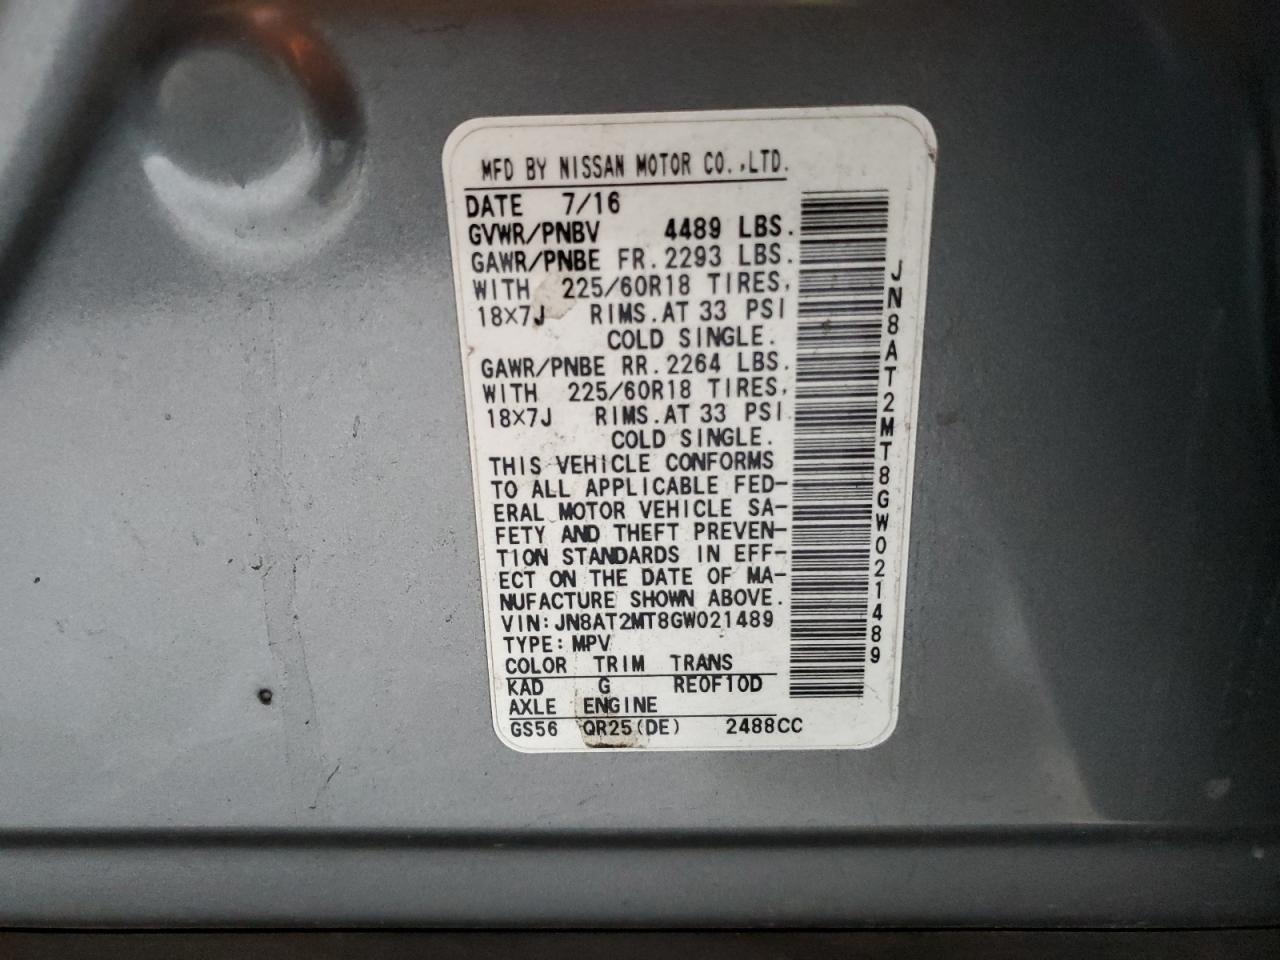 MFD BY NISSAN MOTOR CO.,LTD.
DATE 7/16
GVWR/PNBV 4489 LBS.
GAWR/PNBE FR. 2293 LBS.
WITH 225/60R18 TIRES,
18×7J RIMS. AT 33 PSI
COLD SINGLE.
GAWR/PNBE RR. 2264 LBS.
WITH 225/60R18 TIRES,
18×7J RIMS. AT 33 PSI
COLD SINGLE.
THIS VEHICLE CONFORMS
TO ALL APPLICABLE FED-
ERAL MOTOR VEHICLE SA-
FETY AND THEFT PREVEN-
TION STANDARDS IN EFF-
ECT ON THE DATE OF MA-
NUFACTURE SHOWN ABOVE.
VIN: JN8AT2MT8GW021489
TYPE: MPV
COLOR TRIM TRANS
KAD G RE0F10D
AXLE ENGINE
GS56 QR25(DE) 2488CC
JN8AT2MT8GW021489